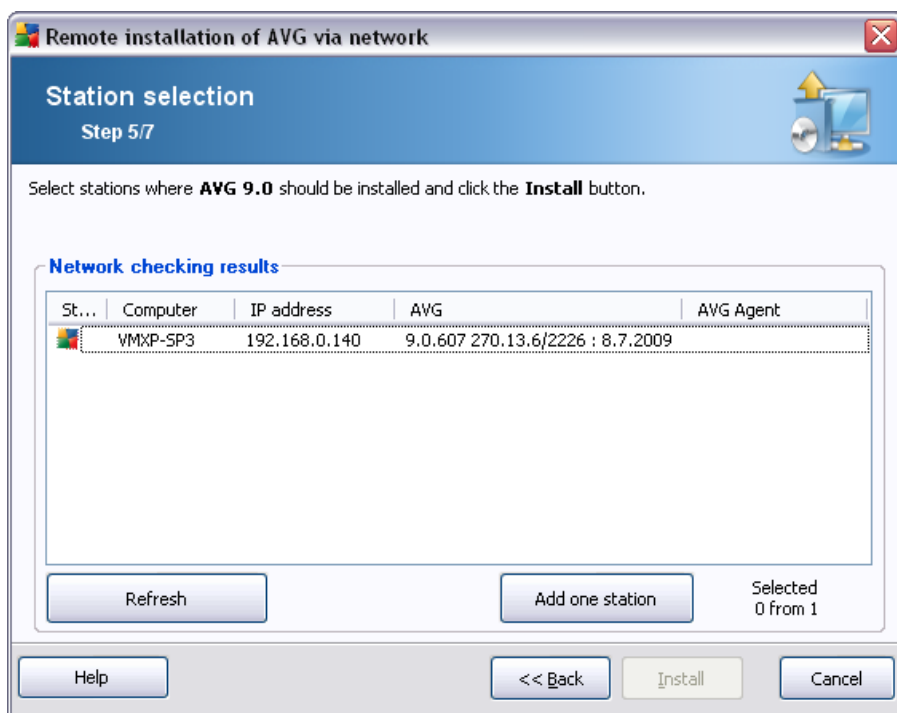 Remote installation of AVG via network
Station selection
Step 5/7
Select stations where AVG 9.0 should be installed and click the Install button.
Network checking results
St... Computer IP address AVG AVG Agent
VMXP-SP3 192.168.0.140 9.0.607 270.13.6/2226 : 8.7.2009
Refresh Add one station Selected
0 from 1
Help << Back Install Cancel